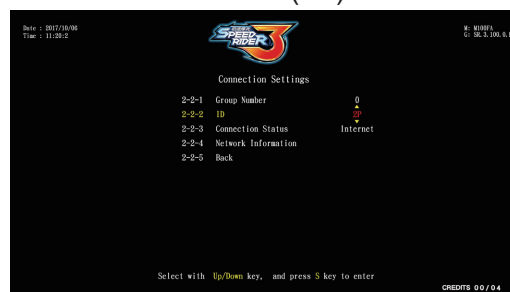 Date : 2017/10/06
Time : 11:20:2
SPEED RIDER 3
M: M100FA
G: SR.3.100.0.1
Connection Settings
2-2-1 Group Number 0
2-2-2 ID 2P
2-2-3 Connection Status Internet
2-2-4 Network Information
2-2-5 Back
Select with Up/Down key, and press S key to enter
CREDITS 00/04